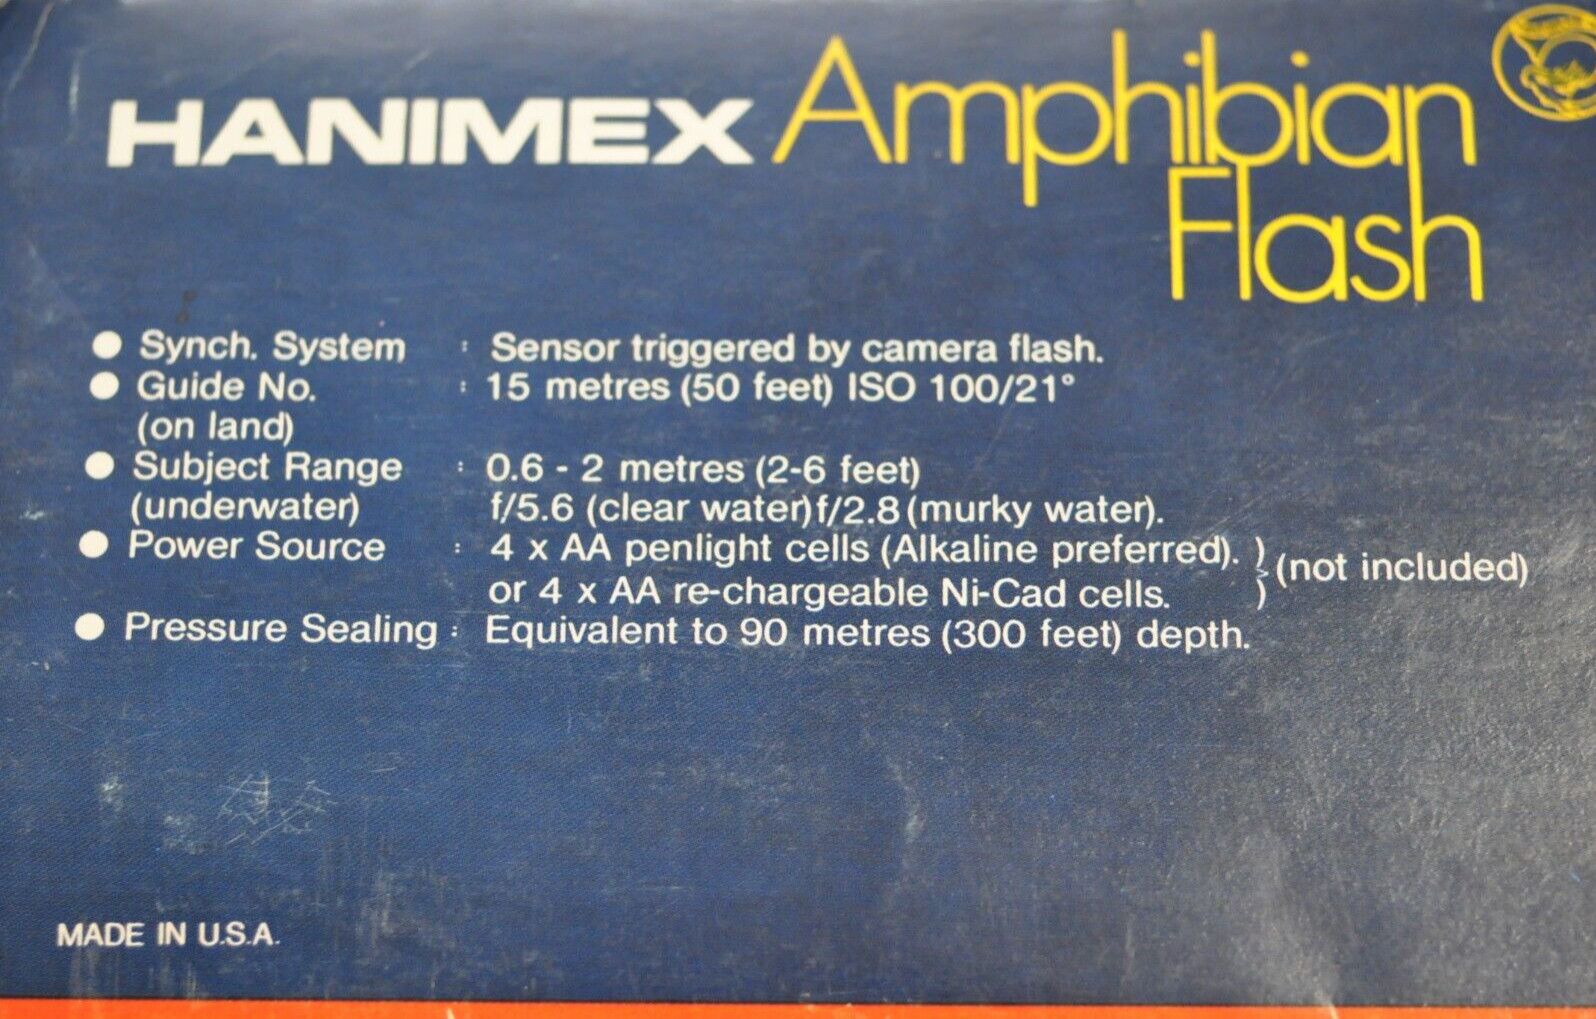 HANIMEX Amphibian
Flash
● Synch. System : Sensor triggered by camera flash.
● Guide No. : 15 metres (50 feet) ISO 100/21°
(on land)
● Subject Range : 0.6 - 2 metres (2-6 feet)
(underwater) f/5.6 (clear water) f/2.8 (murky water).
● Power Source : 4 x AA penlight cells (Alkaline preferred). }
or 4 x AA re-chargeable Ni-Cad cells. } (not included)
● Pressure Sealing : Equivalent to 90 metres (300 feet) depth.
MADE IN U.S.A.